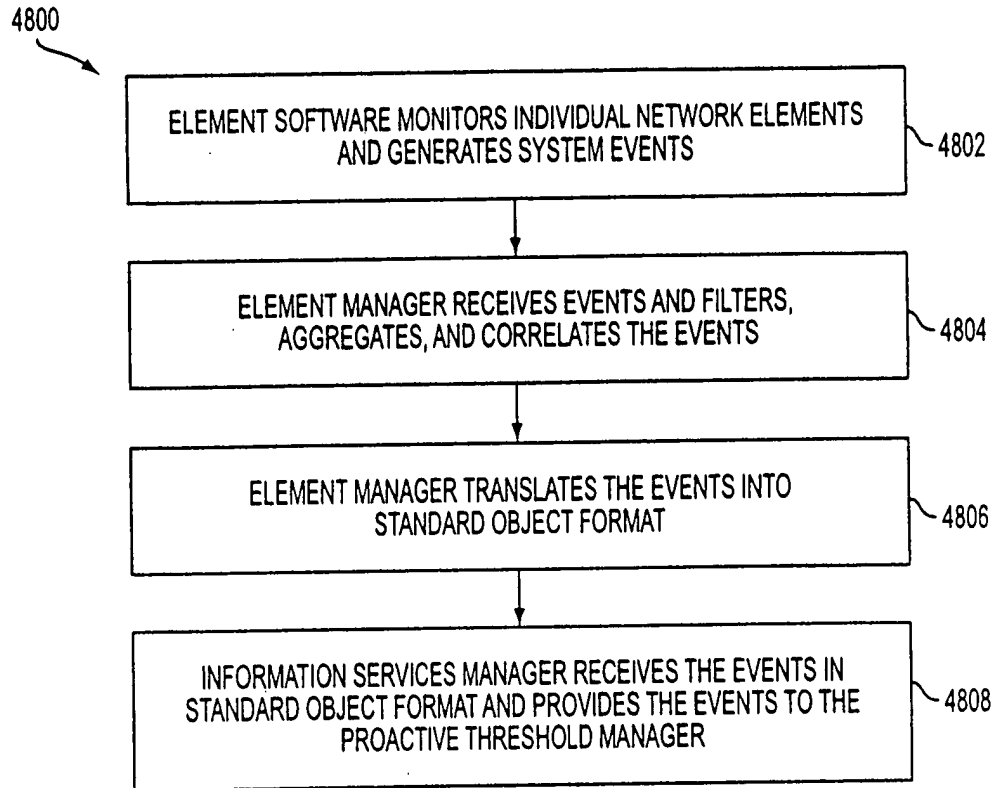 4800
ELEMENT SOFTWARE MONITORS INDIVIDUAL NETWORK ELEMENTS
AND GENERATES SYSTEM EVENTS
4802
ELEMENT MANAGER RECEIVES EVENTS AND FILTERS,
AGGREGATES, AND CORRELATES THE EVENTS
4804
ELEMENT MANAGER TRANSLATES THE EVENTS INTO
STANDARD OBJECT FORMAT
4806
INFORMATION SERVICES MANAGER RECEIVES THE EVENTS IN
STANDARD OBJECT FORMAT AND PROVIDES THE EVENTS TO THE
PROACTIVE THRESHOLD MANAGER
4808